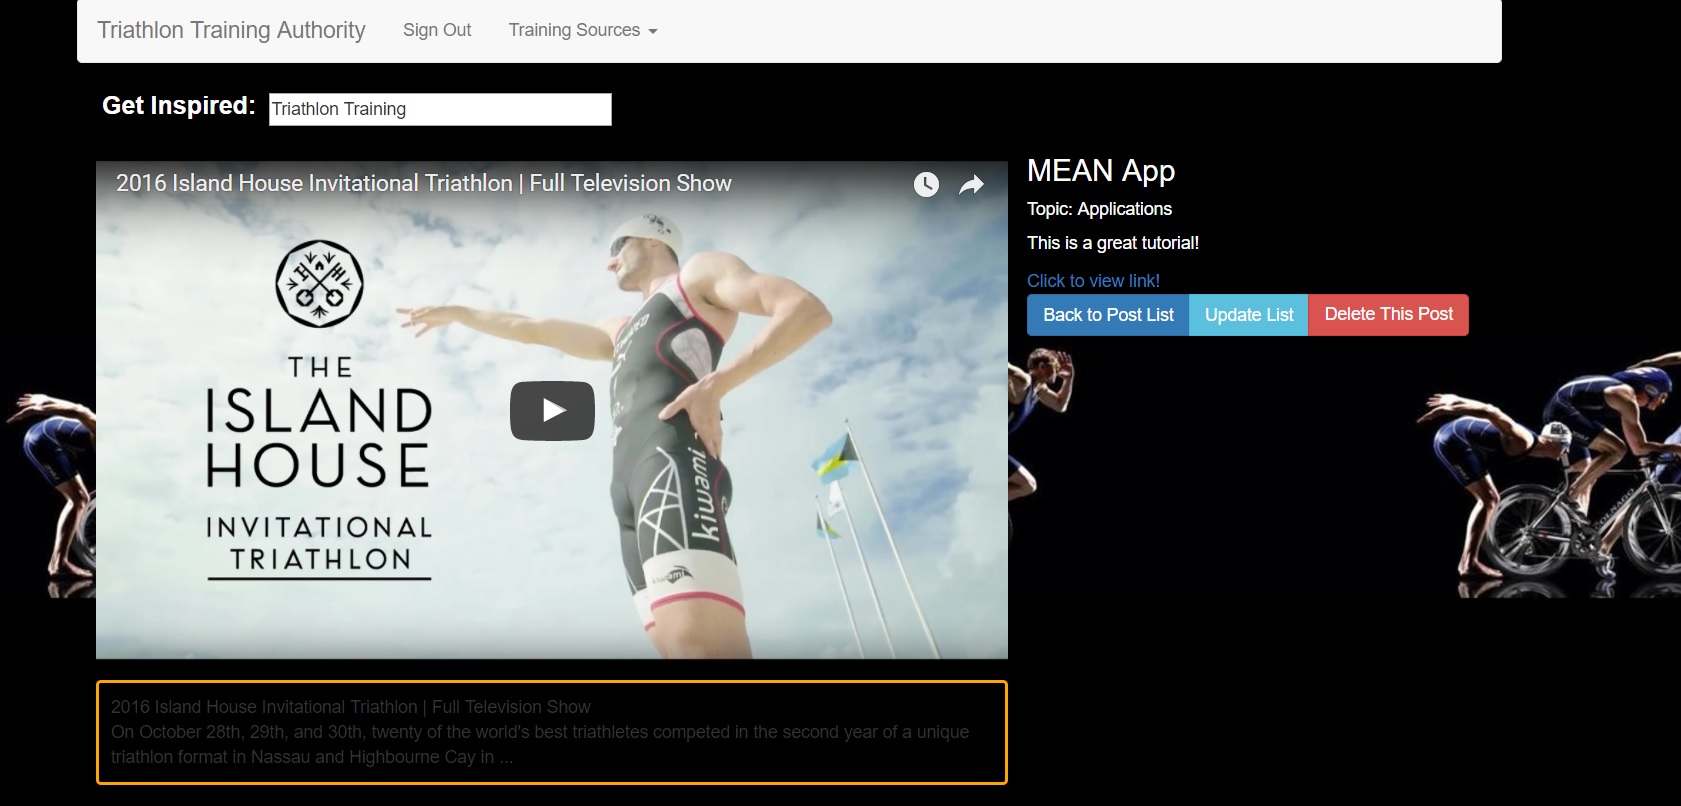 Triathlon Training Authority Sign Out Training Sources
Get Inspired: Triathlon Training
2016 Island House Invitational Triathlon | Full Television Show
THE
ISLAND
HOUSE
INVITATIONAL
TRIATHLON
kiwami
kiwami
MEAN App
Topic: Applications
This is a great tutorial!
Click to view link!
Back to Post List Update List Delete This Post
COLNAGO
2016 Island House Invitational Triathlon | Full Television Show
On October 28th, 29th, and 30th, twenty of the world's best triathletes competed in the second year of a unique
triathlon format in Nassau and Highbourne Cay in ...